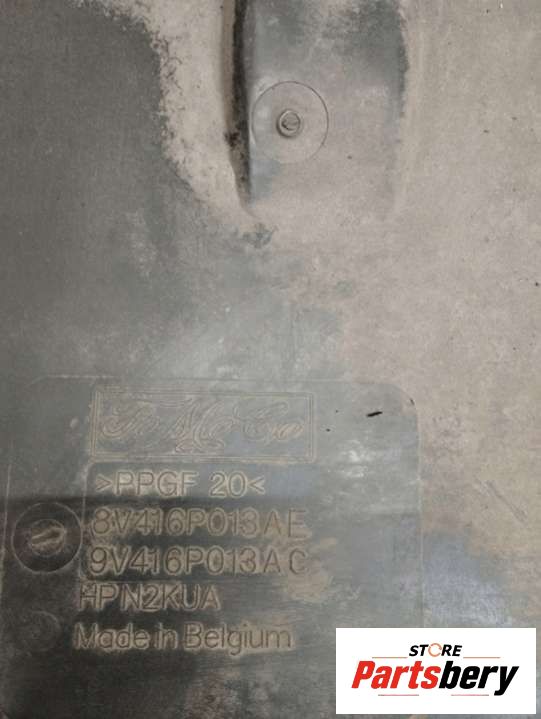 FoMoCo
>PPGF 20<
8V416P013AE
9V416P013AC
HPN2KUA
Made In Belgium
STORE
Partsbery